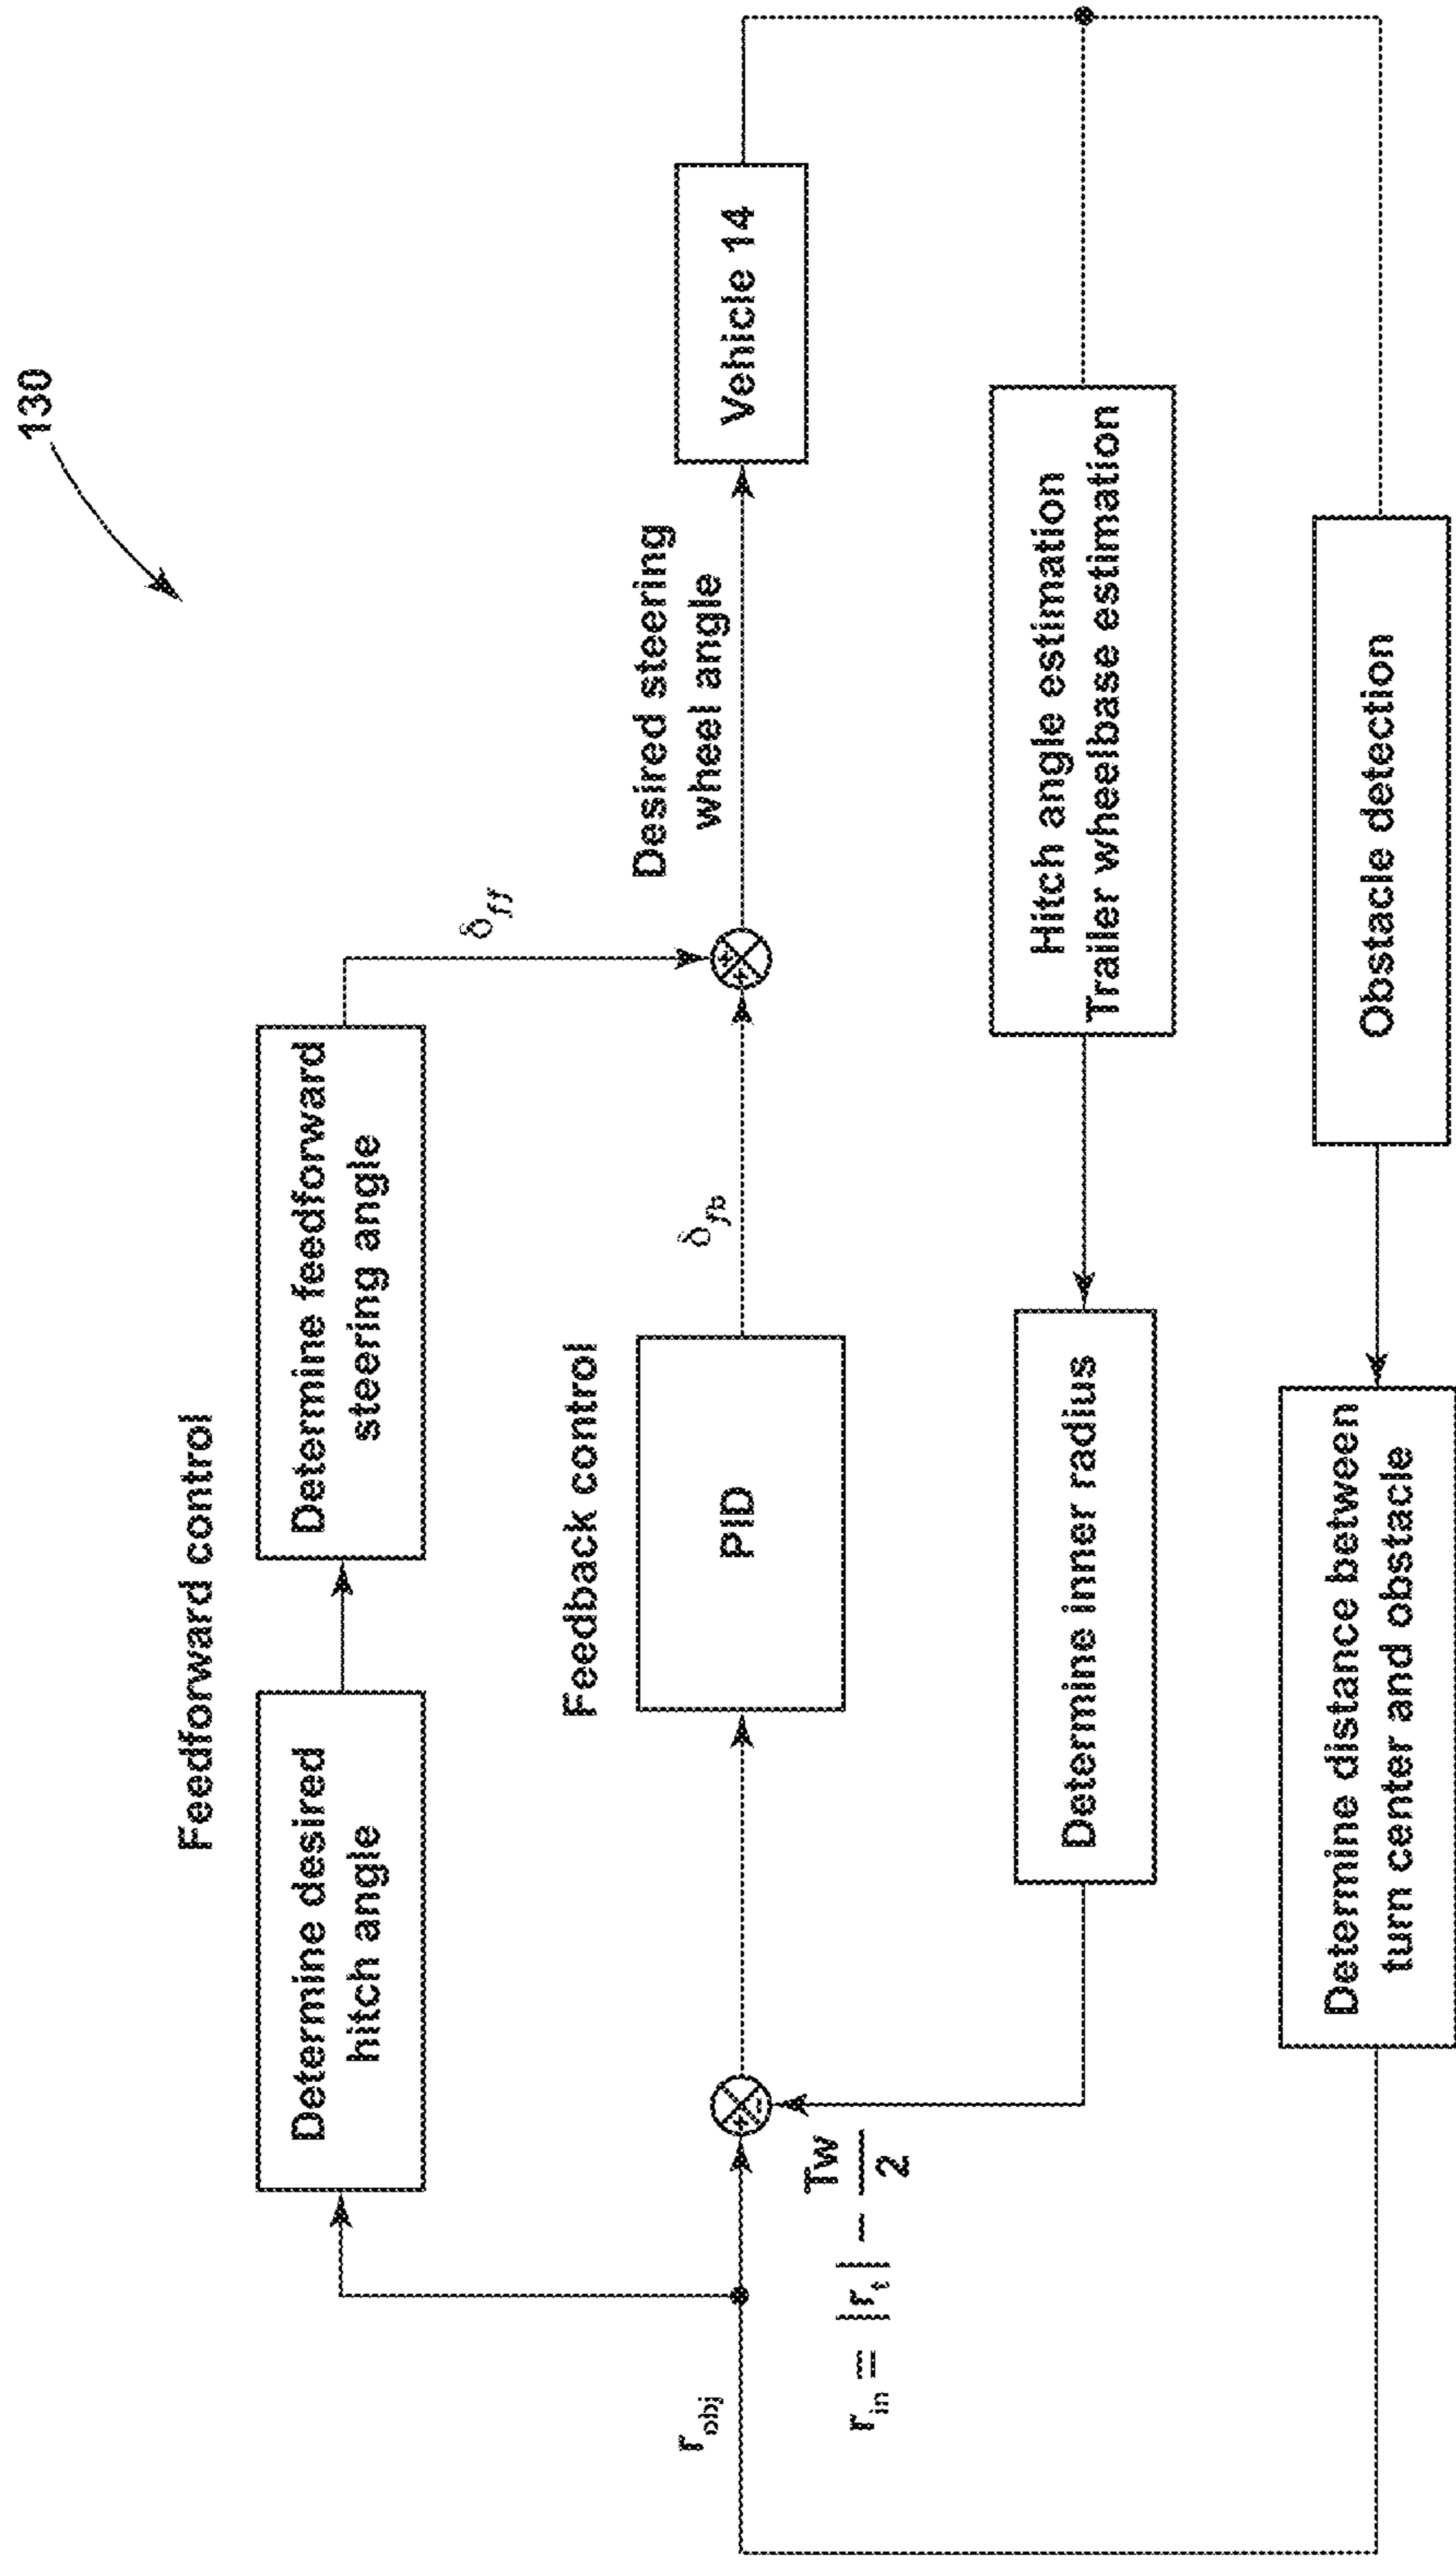 130
Feedforward control
Determine desired
hitch angle
Determine feedforward
steering angle
δff
Feedback control
robj
+
-
PID
δfb
+
+
Desired steering
wheel angle
Vehicle 14
rin = |rt| - Tw/2
Determine inner radius
Hitch angle estimation
Trailer wheelbase estimation
Determine distance between
turn center and obstacle
Obstacle detection